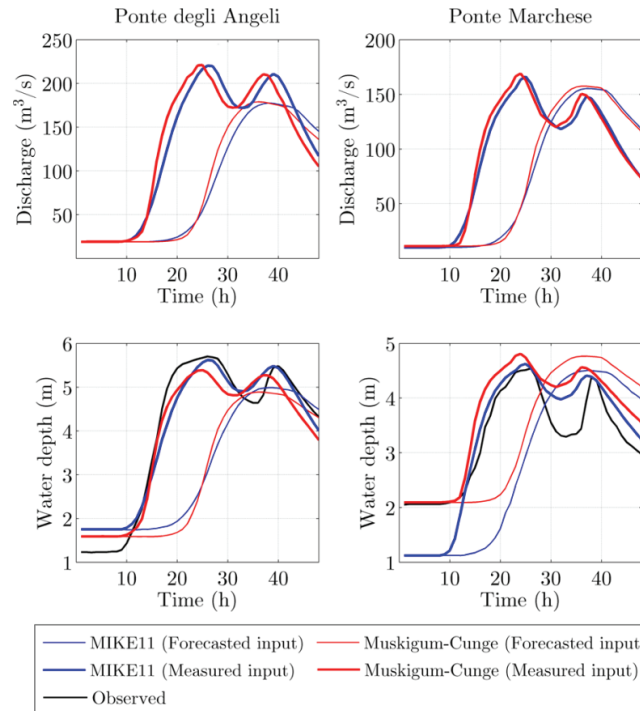 Ponte degli Angeli
Ponte Marchese
250
200
150
100
50
Discharge (m³/s)
10 20 30 40
Time (h)
200
150
100
50
Discharge (m³/s)
10 20 30 40
Time (h)
6
5
4
3
2
1
Water depth (m)
10 20 30 40
Time (h)
5
4
3
2
1
Water depth (m)
10 20 30 40
Time (h)
MIKE11 (Forecasted input)
Muskigum-Cunge (Forecasted input)
MIKE11 (Measured input)
Muskigum-Cunge (Measured input)
Observed